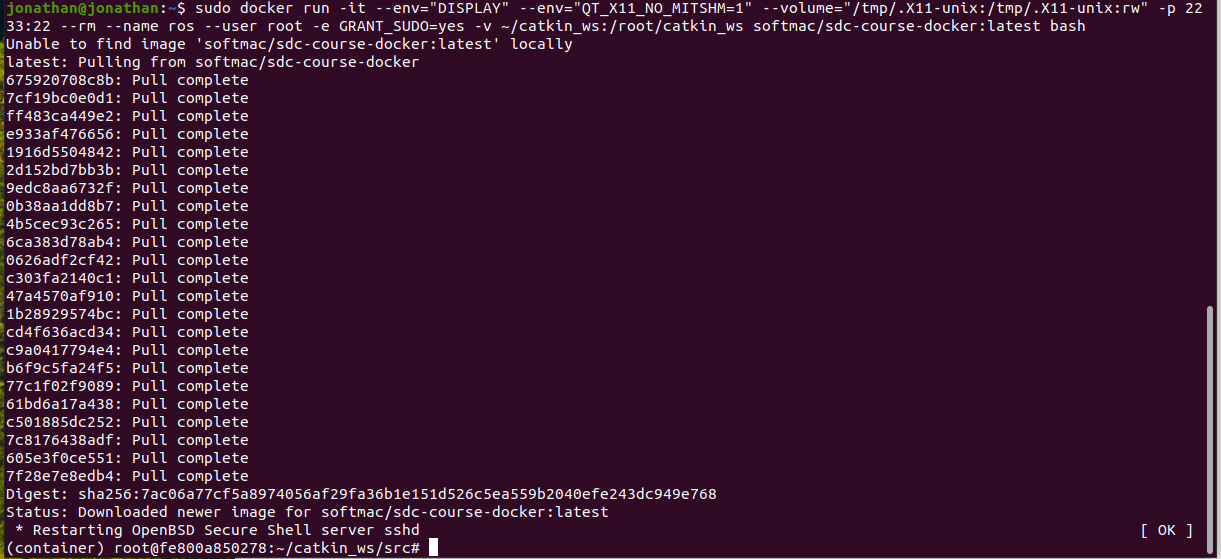 jonathan@jonathan:~$ sudo docker run -it --env="DISPLAY" --env="QT_X11_NO_MITSHM=1" --volume="/tmp/.X11-unix:/tmp/.X11-unix:rw" -p 22
33:22 --rm --name ros --user root -e GRANT_SUDO=yes -v ~/catkin_ws:/root/catkin_ws softmac/sdc-course-docker:latest bash
Unable to find image 'softmac/sdc-course-docker:latest' locally
latest: Pulling from softmac/sdc-course-docker
675920708c8b: Pull complete
7cf19bc0e0d1: Pull complete
ff483ca449e2: Pull complete
e933af476656: Pull complete
1916d5504842: Pull complete
2d152bd7bb3b: Pull complete
9edc8aa6732f: Pull complete
0b38aa1dd8b7: Pull complete
4b5cec93c265: Pull complete
6ca383d78ab4: Pull complete
0626adf2cf42: Pull complete
c303fa2140c1: Pull complete
47a4570af910: Pull complete
1b28929574bc: Pull complete
cd4f636acd34: Pull complete
c9a0417794e4: Pull complete
b6f9c5fa24f5: Pull complete
77c1f02f9089: Pull complete
61bd6a17a438: Pull complete
c501885dc252: Pull complete
7c8176438adf: Pull complete
605e3f0ce551: Pull complete
7f28e7e8edb4: Pull complete
Digest: sha256:7ac06a77cf5a8974056af29fa36b1e151d526c5ea559b2040efe243dc949e768
Status: Downloaded newer image for softmac/sdc-course-docker:latest
 * Restarting OpenBSD Secure Shell server sshd [ OK ]
(container) root@fe800a850278:~/catkin_ws/src#